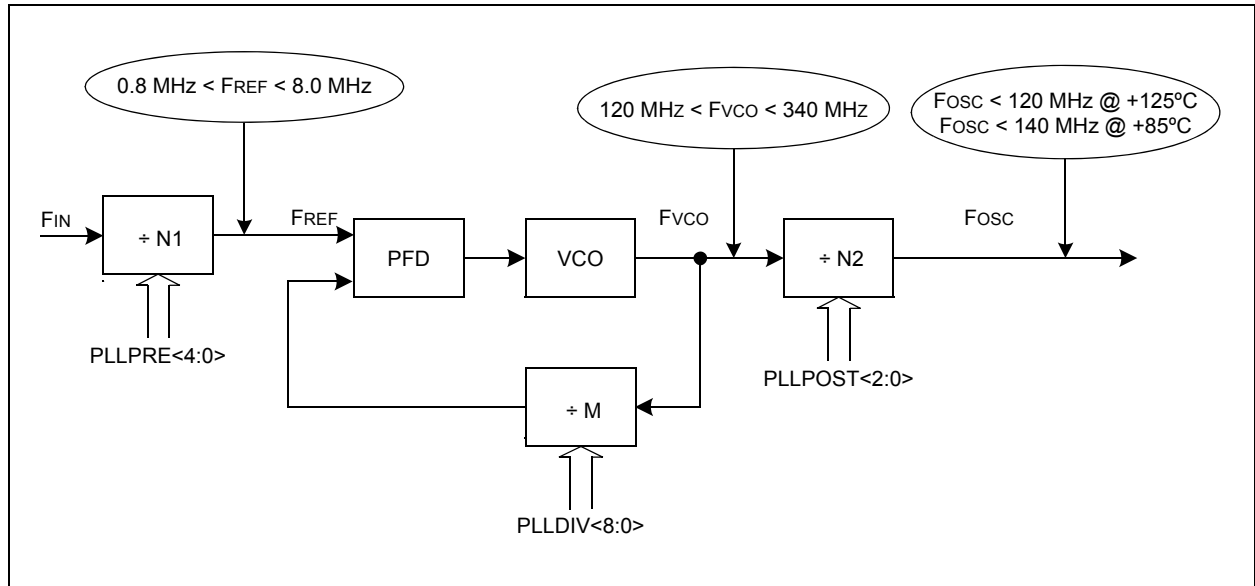 0.8 MHz < FREF < 8.0 MHz
120 MHz < FVCO < 340 MHZ
FOSC < 120 MHz @ +125ºC
FOSC < 140 MHz @ +85ºC
FIN
÷ N1
FREF
PFD
VCO
FVCO
÷ N2
FOSC
PLLPRE<4:0>
PLLPOST<2:0>
÷ M
PLLDIV<8:0>